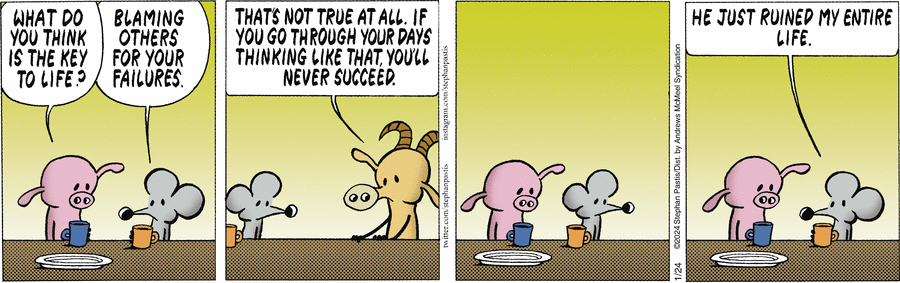 WHAT DO
YOU THINK
IS THE KEY
TO LIFE?
BLAMING
OTHERS
FOR YOUR
FAILURES.
THAT'S NOT TRUE AT ALL. IF
YOU GO THROUGH YOUR DAYS
THINKING LIKE THAT, YOU'LL
NEVER SUCCEED.
twitter.com/stephanpastis instagram.com/stephanpastis
1/24 ©2024 Stephan Pastis/Dist. by Andrews McMeel Syndication
HE JUST RUINED MY ENTIRE
LIFE.